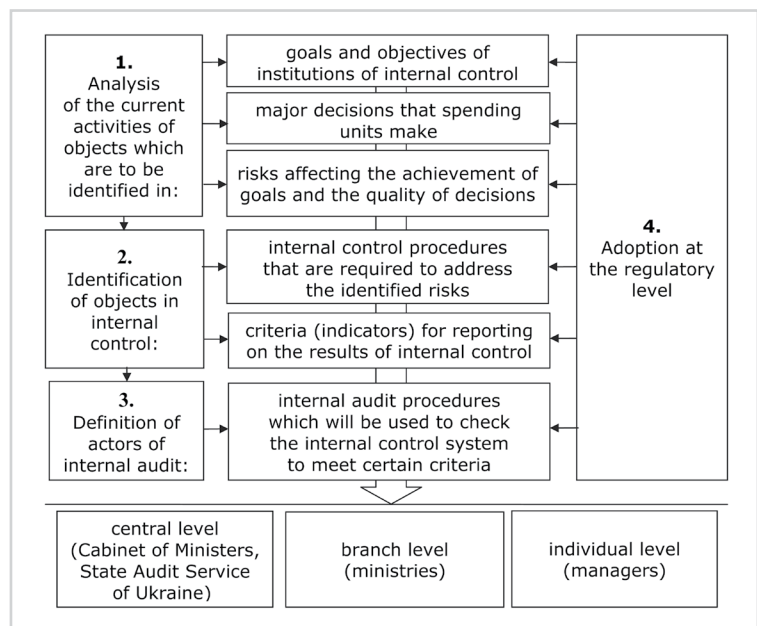 1.
Analysis
of the current
activities of
objects which
are to be
identified in:
goals and objectives of
institutions of internal control
major decisions that spending
units make
risks affecting the achievement of
goals and the quality of decisions
2.
Identification
of objects in
internal
control:
internal control procedures
that are required to address
the identified risks
criteria (indicators) for reporting
on the results of internal control
3.
Definition of
actors of
internal audit:
internal audit procedures
which will be used to check
the internal control system
to meet certain criteria
4.
Adoption at
the regulatory
level
central level
(Cabinet of Ministers,
State Audit Service
of Ukraine)
branch level
(ministries)
individual level
(managers)